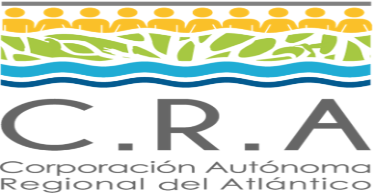 C.R.A
Corporación Autónoma
Regional del Atlántico